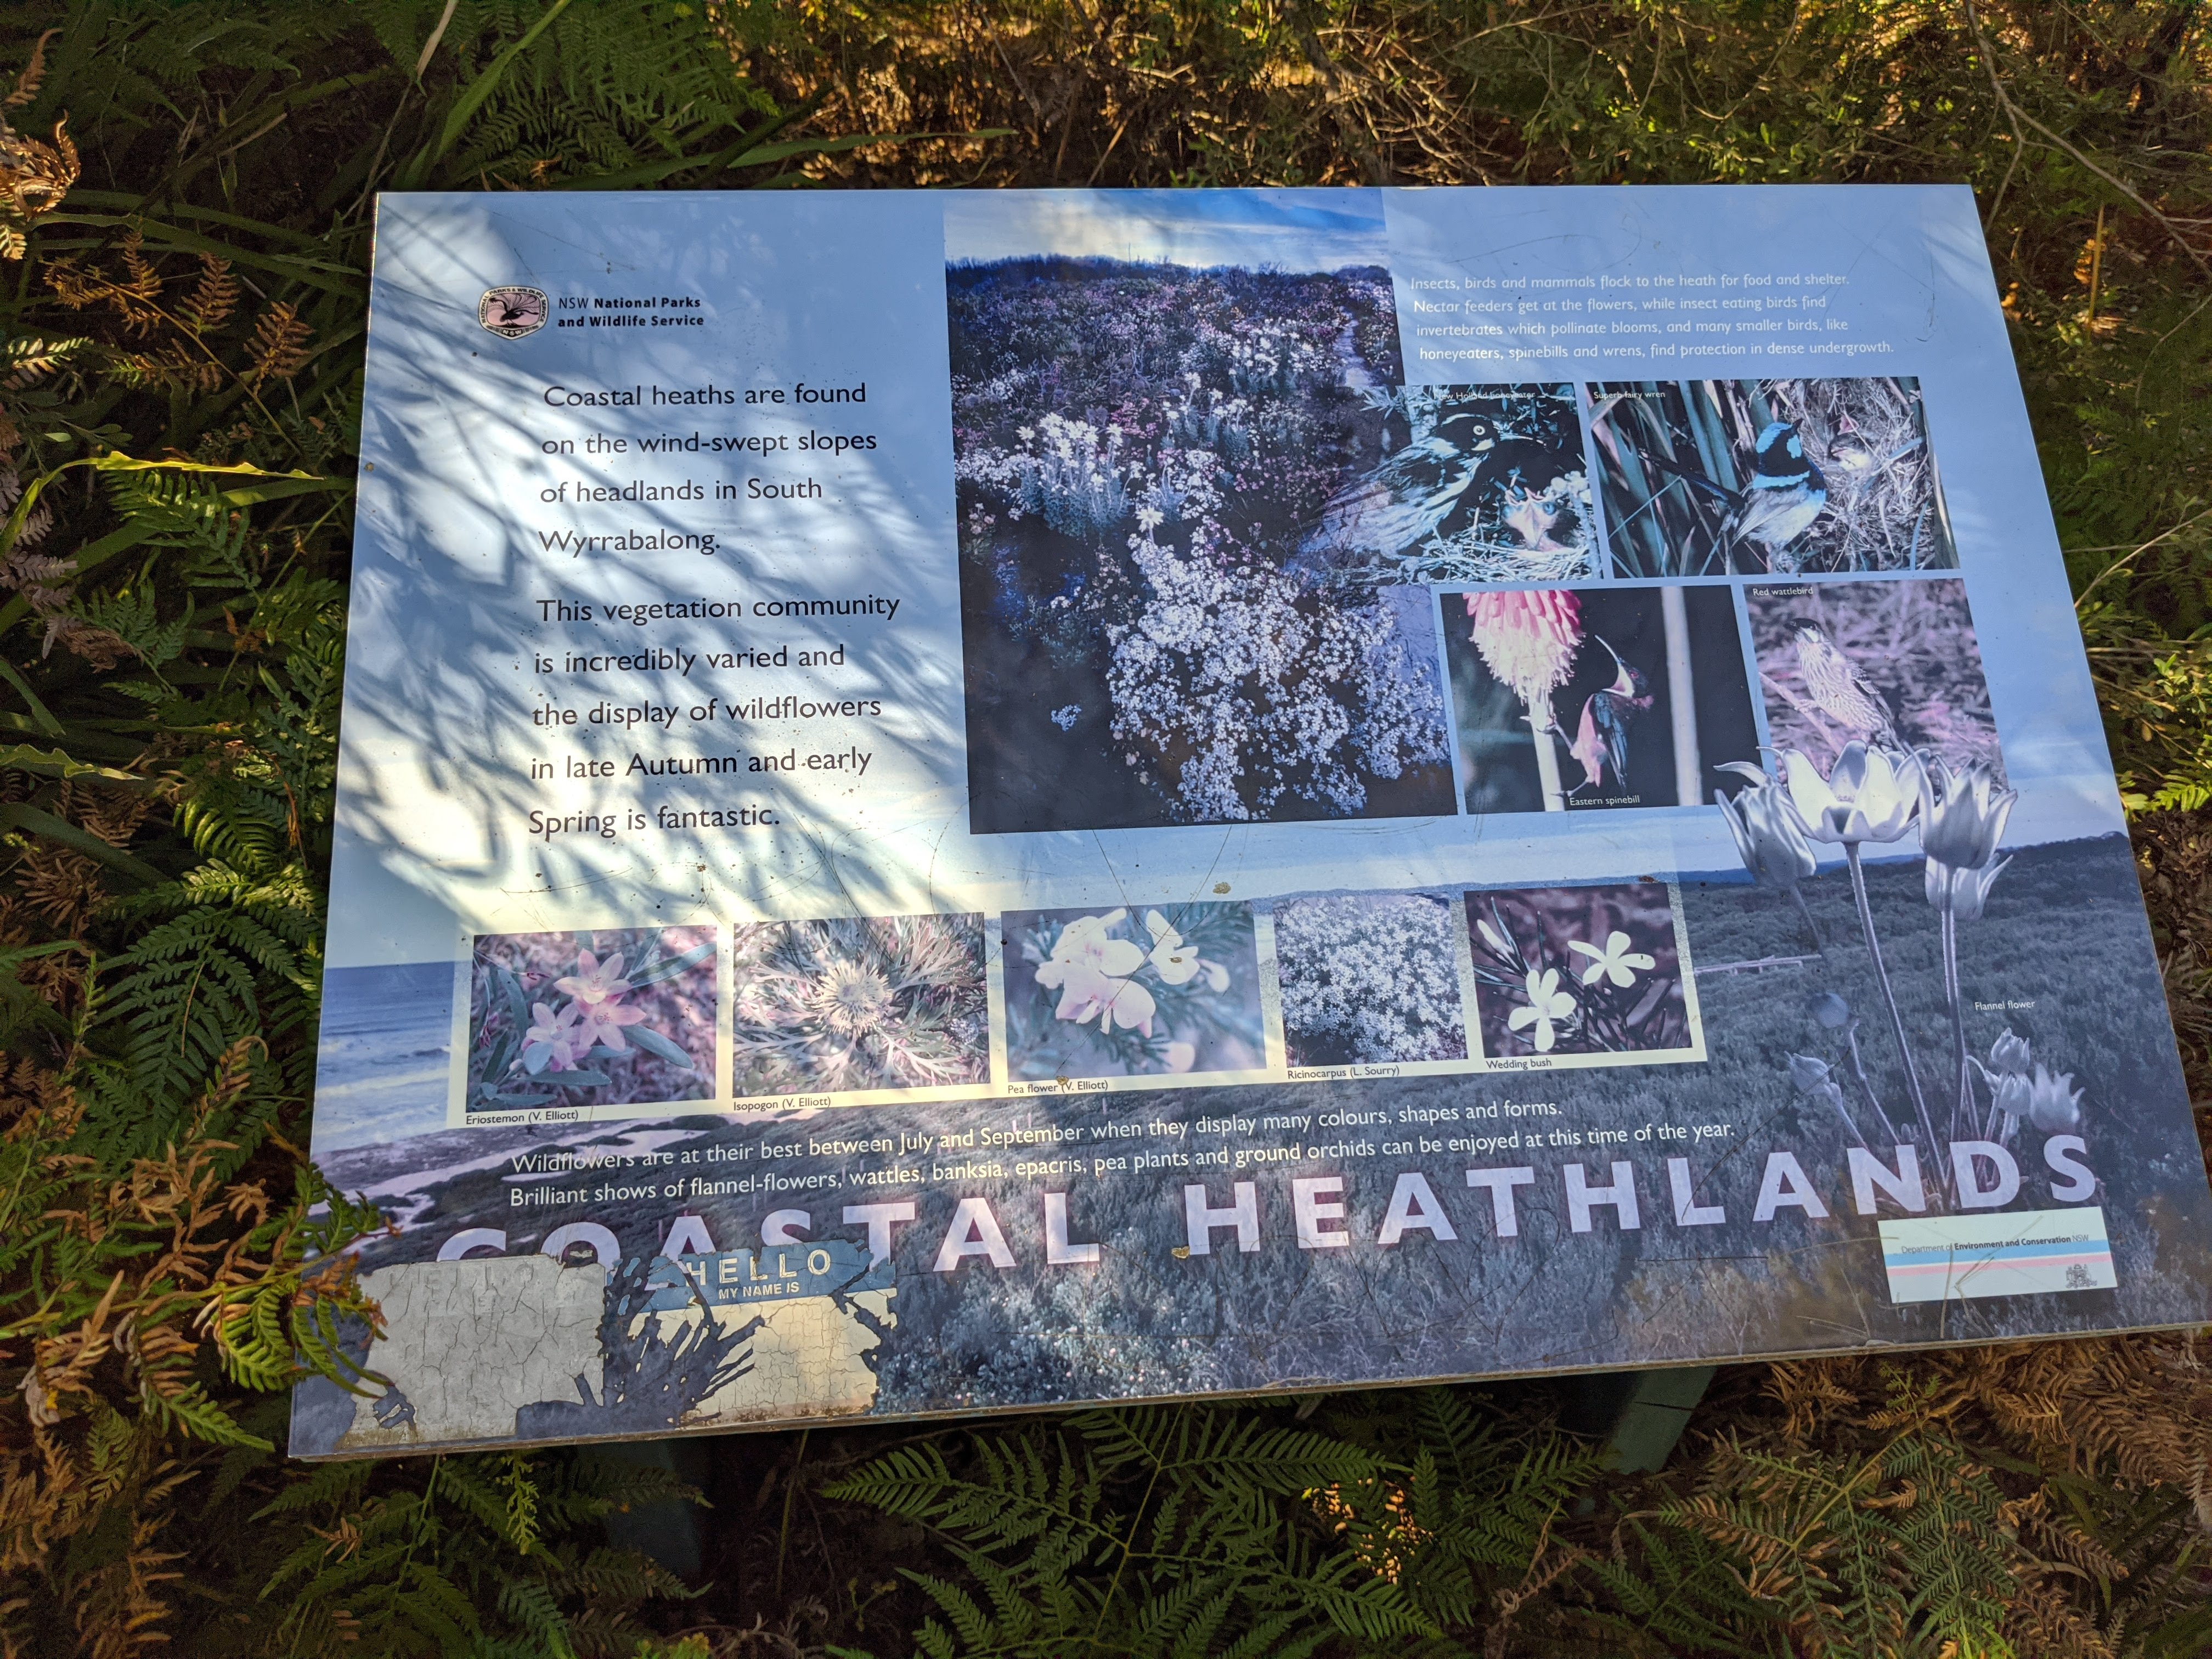 NSW National Parks
and Wildlife Service
Coastal heaths are found
on the wind-swept slopes
of headlands in South
Wyrrabalong.
This vegetation community
is incredibly varied and
the display of wildflowers
in late Autumn and early
Spring is fantastic.
Insects, birds and mammals flock to the heath for food and shelter.
Nectar feeders get at the flowers, while insect eating birds find
invertebrates which pollinate blooms, and many smaller birds, like
honeyeaters, spinebills and wrens, find protection in dense undergrowth.
New Holland honeyeater
Superb fairy wren
Eastern spinebill
Red wattlebird
Flannel flower
Eriostemon (V. Elliott)
Isopogon (V. Elliott)
Pea flower (V. Elliott)
Ricinocarpus (L. Sourry)
Wedding bush
Wildflowers are at their best between July and September when they display many colours, shapes and forms.
Brilliant shows of flannel-flowers, wattles, banksia, epacris, pea plants and ground orchids can be enjoyed at this time of the year.
COASTAL HEATHLANDS
HELLO
MY NAME IS
Department of Environment and Conservation NSW